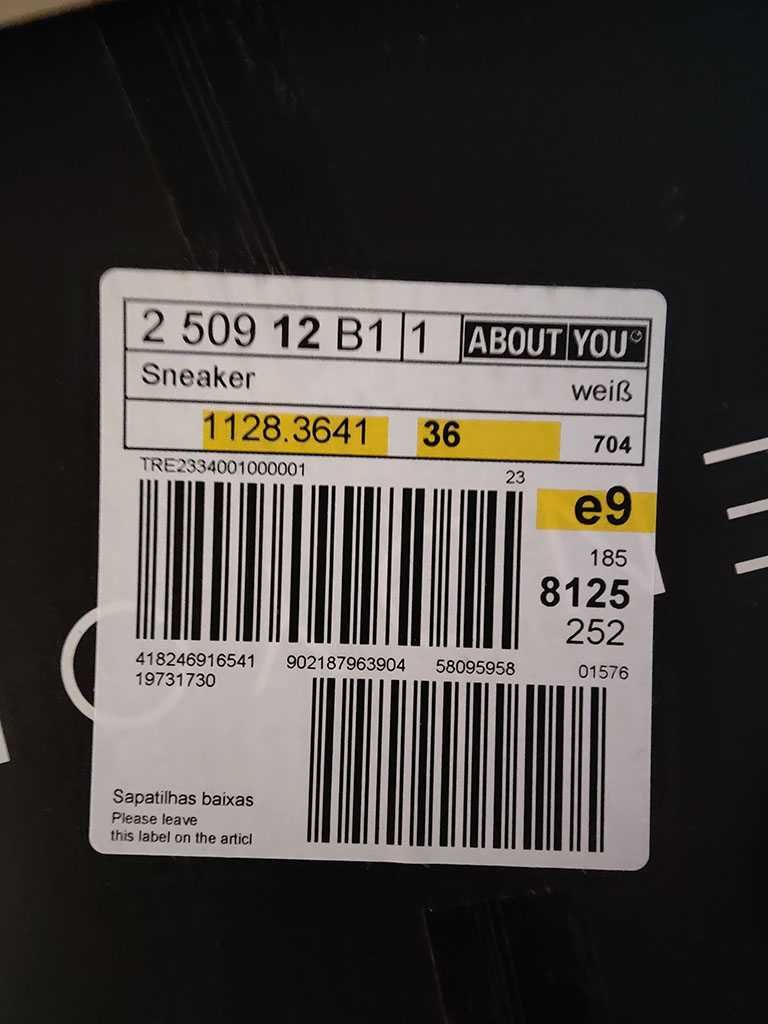 2 509 12 B1 1 ABOUT YOU
Sneaker weiß
1128.3641 36 704
TRE2334001000001 23
e9
185
8125
252
418246916541 902187963904 58095958 01576
19731730
Sapatilhas baixas
Please leave
this label on the articl